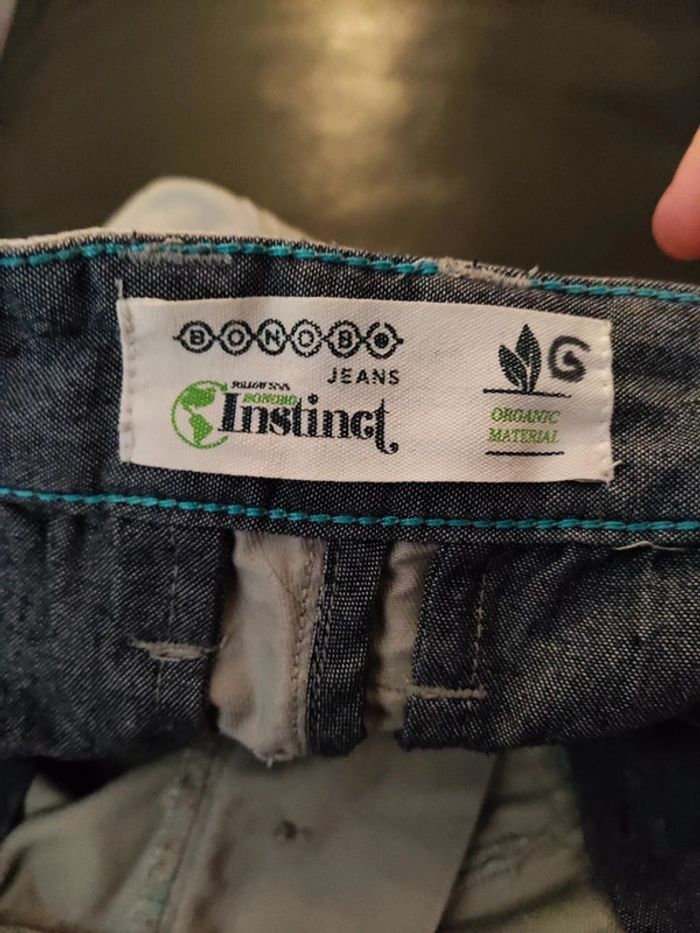 BONOBO
JEANS
FOLLOW YOUR
BONOBO
Instinct
G
ORGANIC
MATERIAL